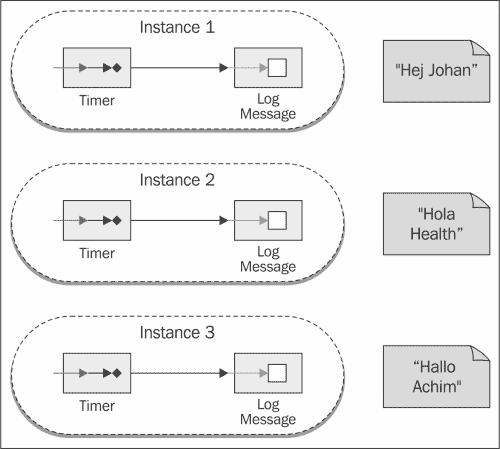 Instance 1
Timer
Log
Message
"Hej Johan”
Instance 2
Timer
Log
Message
"Hola
Health”
Instance 3
Timer
Log
Message
“Hallo
Achim"